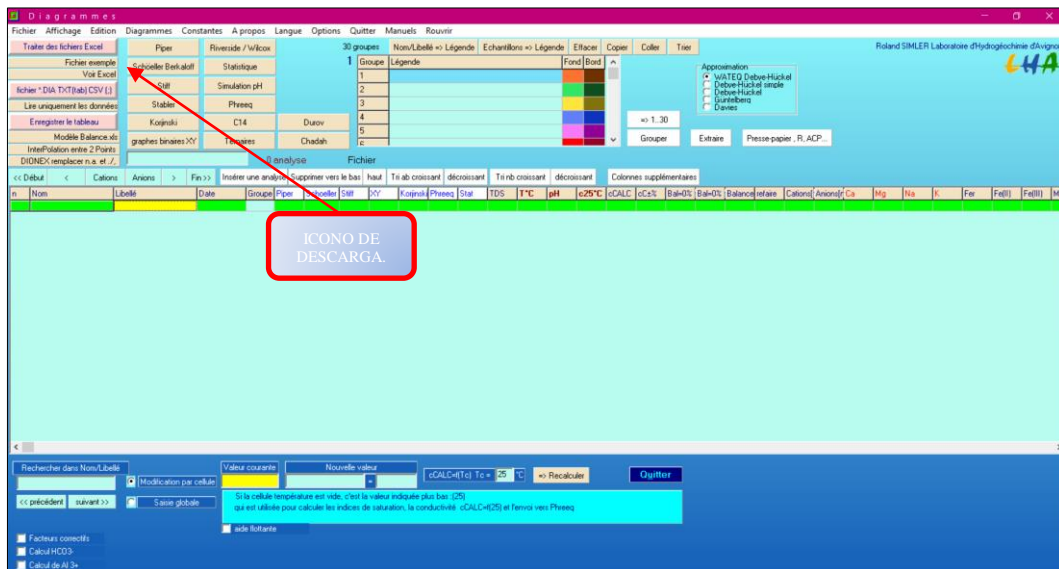 Diagrammes
Fichier Affichage Edition Diagrammes Constantes A propos Langue Options Quitter Manuels Rouvrir
Traiter des fichiers Excel
Fichier exemple
Voir Excel
fichier *.DIA TXT(tab) CSV (;)
Lire uniquement les données
Enregistrer le tableau
Modèle Balance.xls
InterPolation entre 2 Points
DIONEX remplacer n.a. et ./,
Piper Riverside / Wilcox
Schoeller Berkaloff Statistique
Stiff Simulation pH
Stabler Phreeq
Korjinski C14 Durov
graphes binaires XY Ternaires Chadah
30 groupes Nom/Libellé => Légende Echantillons => Légende Effacer Copier Coller Trier
1 Groupe Légende Fond Bord
1
2
3
4
5
6
Approximation
WATEQ Debye-Hückel
Debye-Hückel simple
Debye-Hückel
Güntelberg
Davies
=> 1..30
Grouper Extraire Presse-papier , R, ACP...
Roland SIMLER Laboratoire d'Hydrogéochimie d'Avignon
LHA
0 analyse Fichier
<< Début < Cations Anions > Fin >> Insérer une analyse Supprimer vers le bas haut Tri ab croissant décroissant Tri nb croissant décroissant Colonnes supplémentaires
n Nom Libellé Date Groupe Piper Schoeller Stiff XY Korjinski Phreeq Stat TDS T°C pH c25°C cCALC cC±% Bal=0% Bal=0% Balance refaire Cations( Anions( Ca Mg Na K Fer Fe(II) Fe(III) M
ICONO DE
DESCARGA.
Rechercher dans Nom/Libellé
<< précédent suivant >>
Modification par cellule
Saisie globale
Valeur courante Nouvelle valeur
=
cCALC=f(Tc) Tc = 25 °C => Recalculer Quitter
Si la cellule température est vide, c'est la valeur indiquée plus bas :(25)
qui est utilisée pour calculer les indices de saturation, la conductivité cCALC=f(25) et l'envoi vers Phreeq
aide flottante
Facteurs correctifs
Calcul HCO3-
Calcul de Al 3+